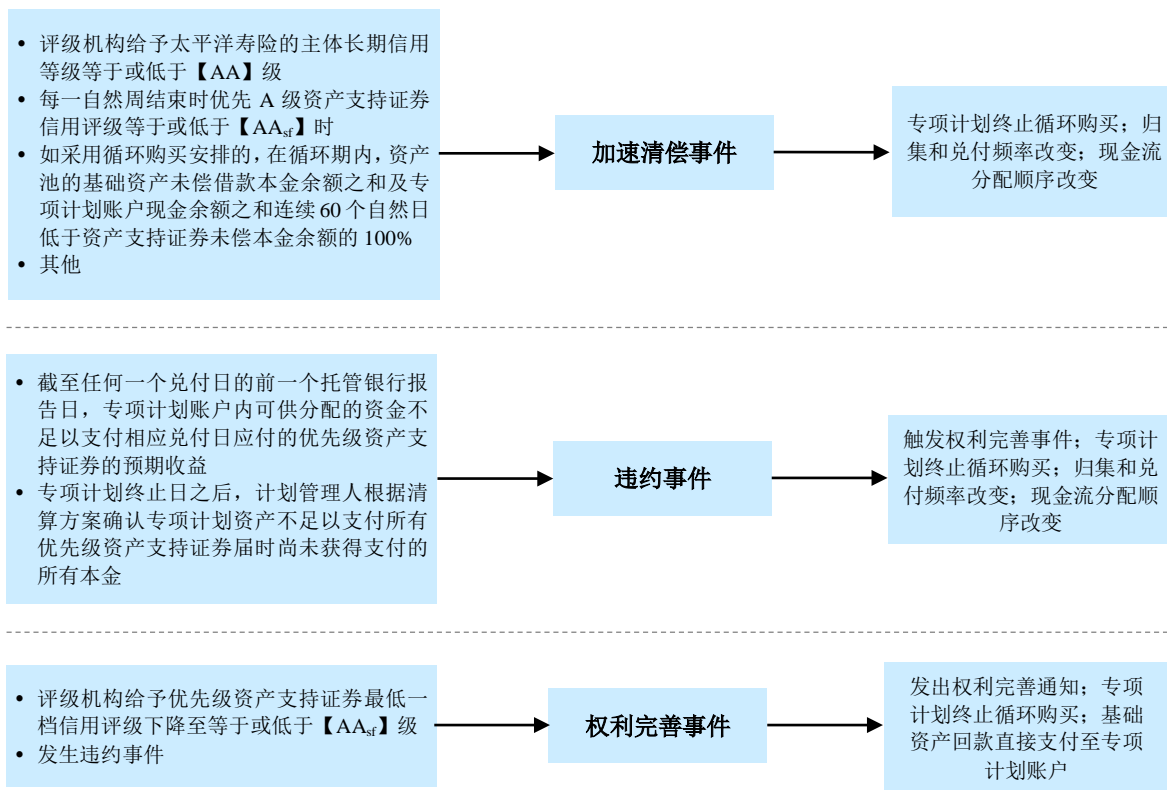 • 评级机构给予太平洋寿险的主体长期信用
等级等于或低于【AA】级
• 每一自然周结束时优先 A 级资产支持证券
信用评级等于或低于【AAsf】时
• 如采用循环购买安排的，在循环期内，资产
池的基础资产未偿借款本金余额之和及专
项计划账户现金余额之和连续 60 个自然日
低于资产支持证券未偿本金余额的 100%
• 其他
加速清偿事件
专项计划终止循环购买；归
集和兑付频率改变；现金流
分配顺序改变
• 截至任何一个兑付日的前一个托管银行报
告日，专项计划账户内可供分配的资金不
足以支付相应兑付日应付的优先级资产支
持证券的预期收益
• 专项计划终止日之后，计划管理人根据清
算方案确认专项计划资产不足以支付所有
优先级资产支持证券届时尚未获得支付的
所有本金
违约事件
触发权利完善事件；专项计
划终止循环购买；归集和兑
付频率改变；现金流分配顺
序改变
• 评级机构给予优先级资产支持证券最低一
档信用评级下降至等于或低于【AAsf】级
• 发生违约事件
权利完善事件
发出权利完善通知；专项
计划终止循环购买；基础
资产回款直接支付至专项
计划账户